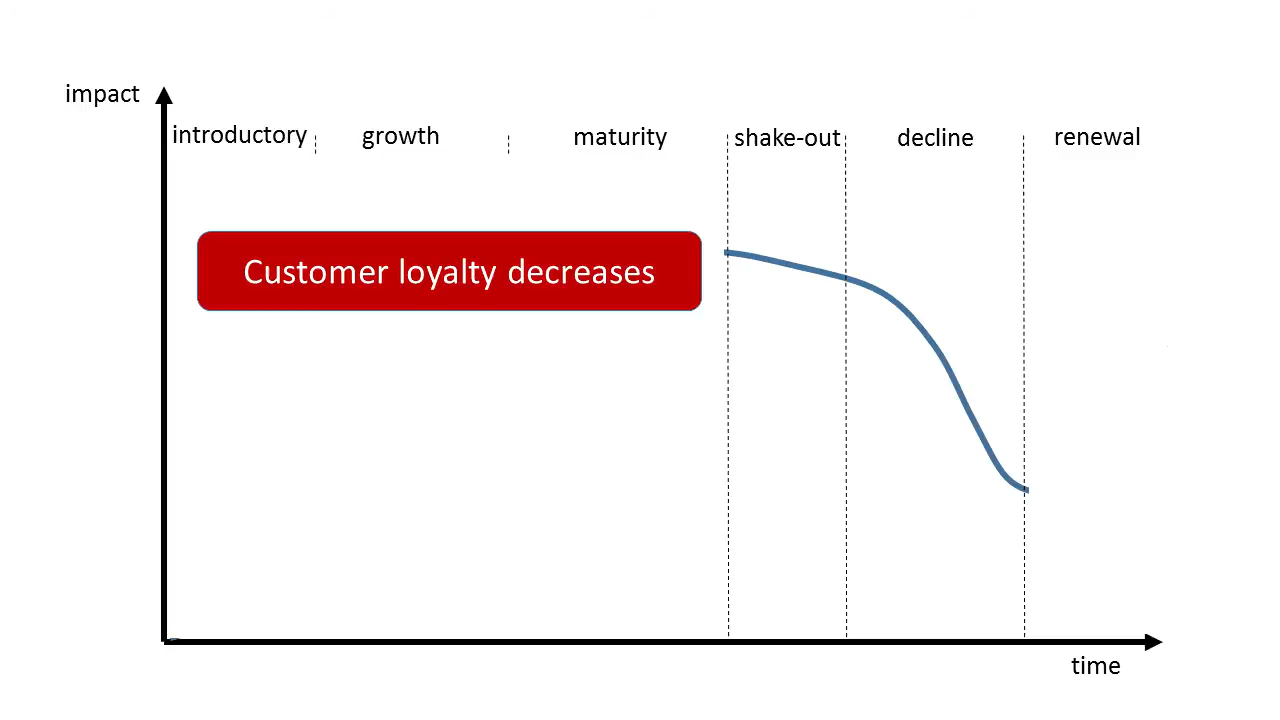 impact
introductory
growth
maturity
shake-out
decline
renewal
Customer loyalty decreases
time